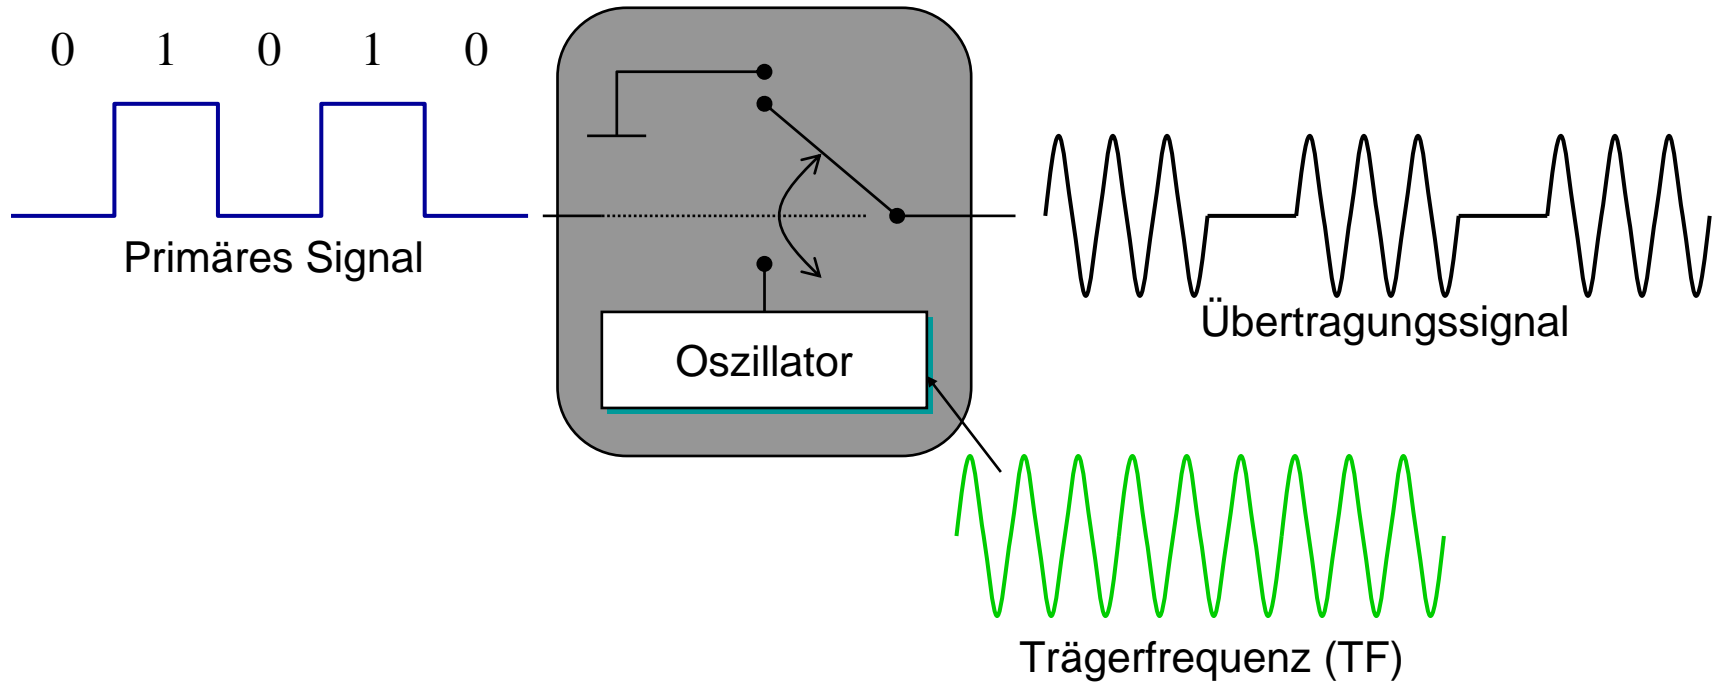 0 1 0 1 0
Primäres Signal
Übertragungssignal
Oszillator
Trägerfrequenz (TF)